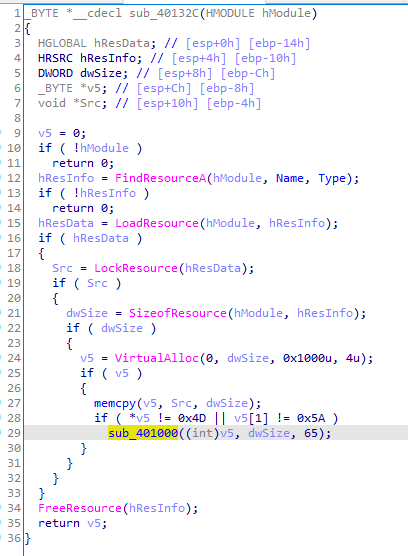 1 _BYTE *__cdecl sub_40132C(HMODULE hModule)
2 {
3 HGLOBAL hResData; // [esp+0h] [ebp-14h]
4 HRSRC hResInfo; // [esp+4h] [ebp-10h]
5 DWORD dwSize; // [esp+8h] [ebp-Ch]
6 _BYTE *v5; // [esp+Ch] [ebp-8h]
7 void *Src; // [esp+10h] [ebp-4h]
8
9 v5 = 0;
10 if ( !hModule )
11 return 0;
12 hResInfo = FindResourceA(hModule, Name, Type);
13 if ( !hResInfo )
14 return 0;
15 hResData = LoadResource(hModule, hResInfo);
16 if ( hResData )
17 {
18 Src = LockResource(hResData);
19 if ( Src )
20 {
21 dwSize = SizeofResource(hModule, hResInfo);
22 if ( dwSize )
23 {
24 v5 = VirtualAlloc(0, dwSize, 0x1000u, 4u);
25 if ( v5 )
26 {
27 memcpy(v5, Src, dwSize);
28 if ( *v5 != 0x4D || v5[1] != 0x5A )
29 sub_401000((int)v5, dwSize, 65);
30 }
31 }
32 }
33 }
34 FreeResource(hResInfo);
35 return v5;
36 }